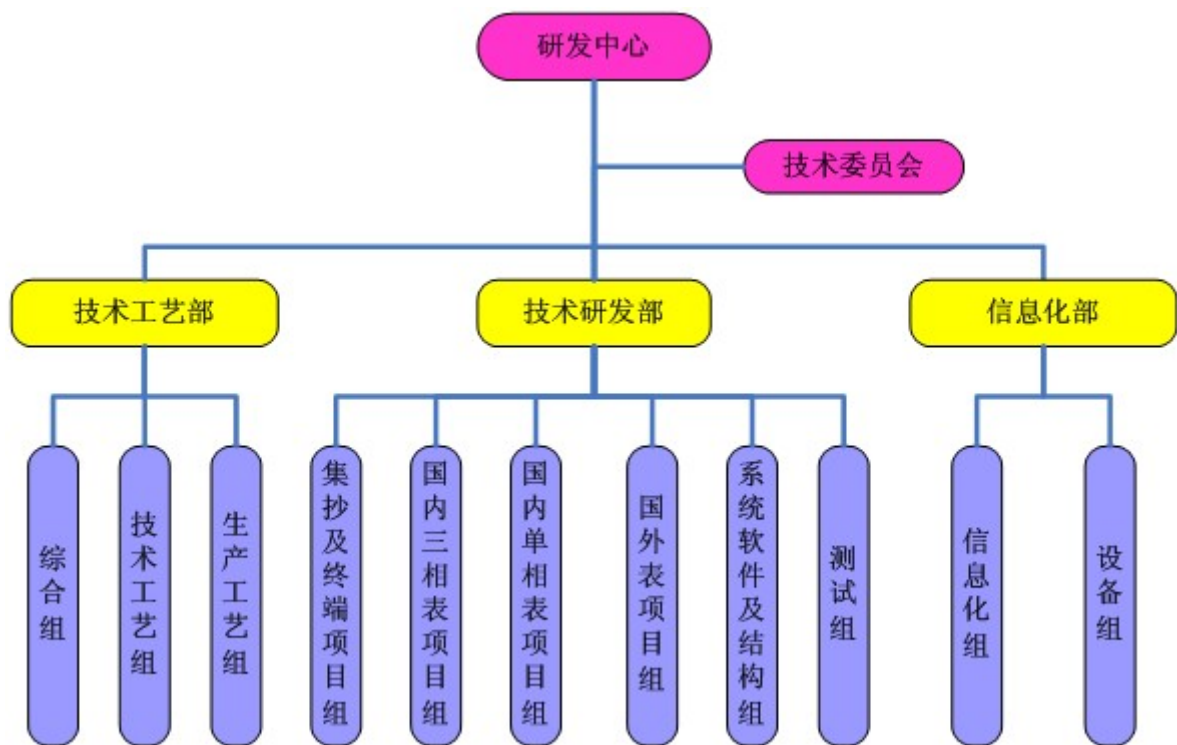 研发中心
技术委员会
技术工艺部
技术研发部
信息化部
综合组
技术工艺组
生产工艺组
集抄及终端项目组
国内三相表项目组
国内单相表项目组
国外表项目组
系统软件及结构组
测试组
信息化组
设备组